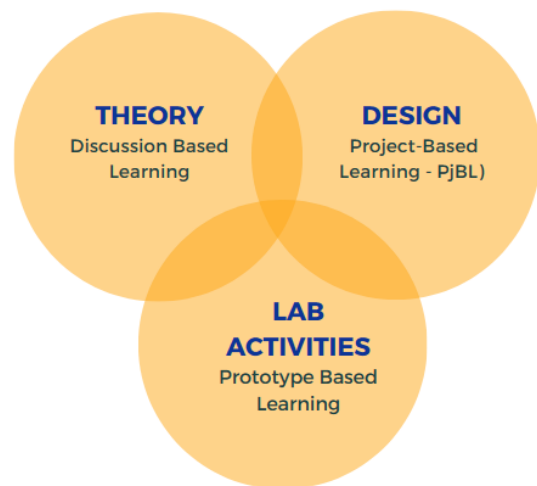 THEORY
Discussion Based
Learning
DESIGN
Project-Based
Learning - PjBL)
LAB
ACTIVITIES
Prototype Based
Learning